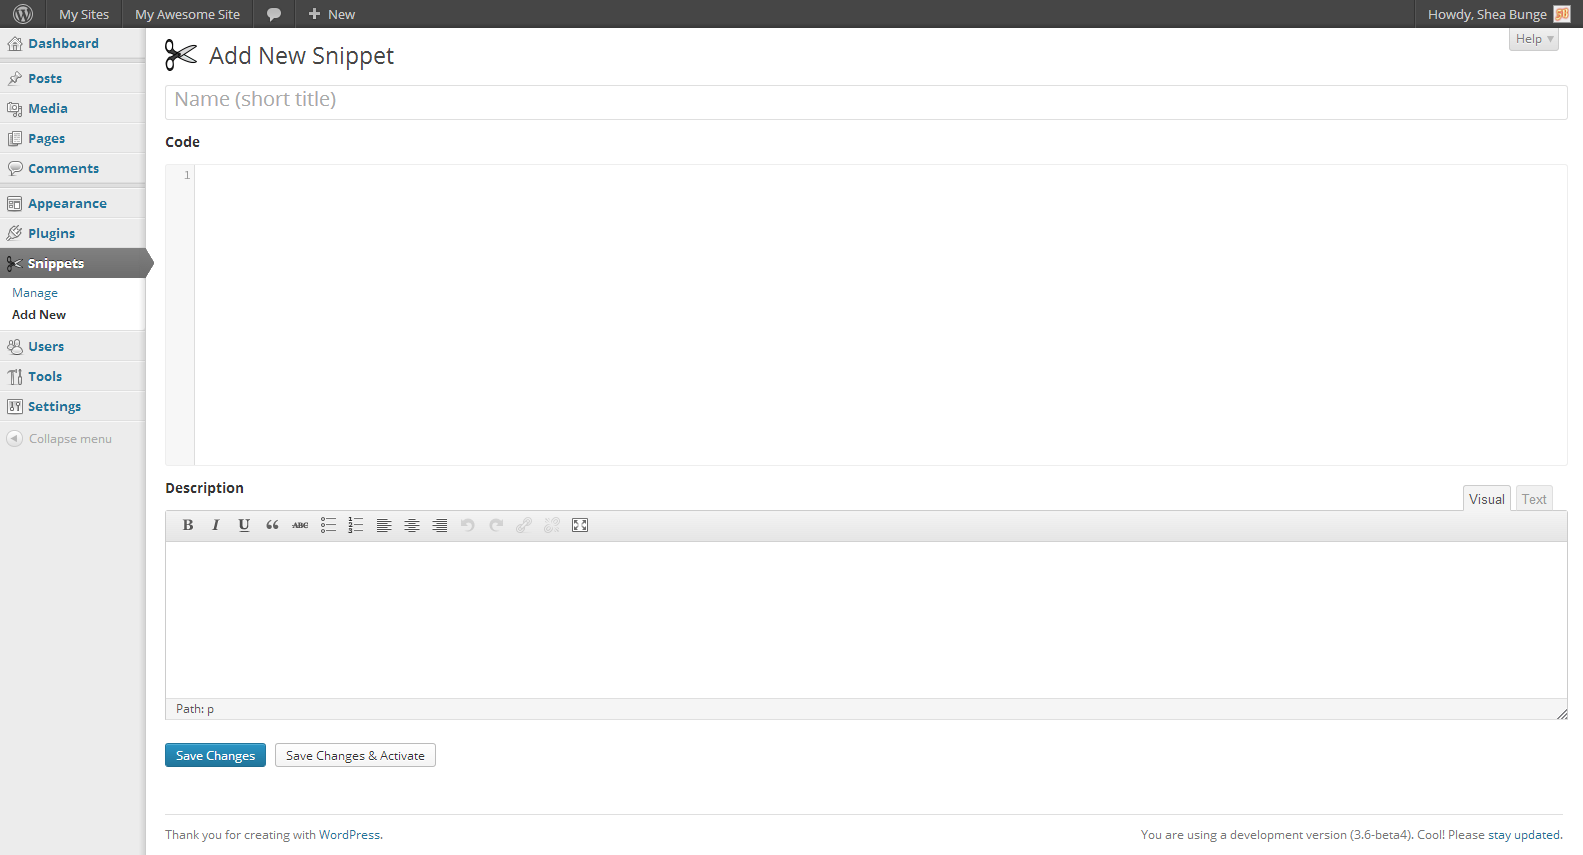 My Sites
My Awesome Site
New
Howdy, Shea Bunge
Help
Dashboard
Posts
Media
Pages
Comments
Appearance
Plugins
Snippets
Manage
Add New
Users
Tools
Settings
Collapse menu
Add New Snippet
Name (short title)
Code
1
Description
Visual
Text
B I U ABC
Path: p
Save Changes
Save Changes & Activate
Thank you for creating with WordPress.
You are using a development version (3.6-beta4). Cool! Please stay updated.